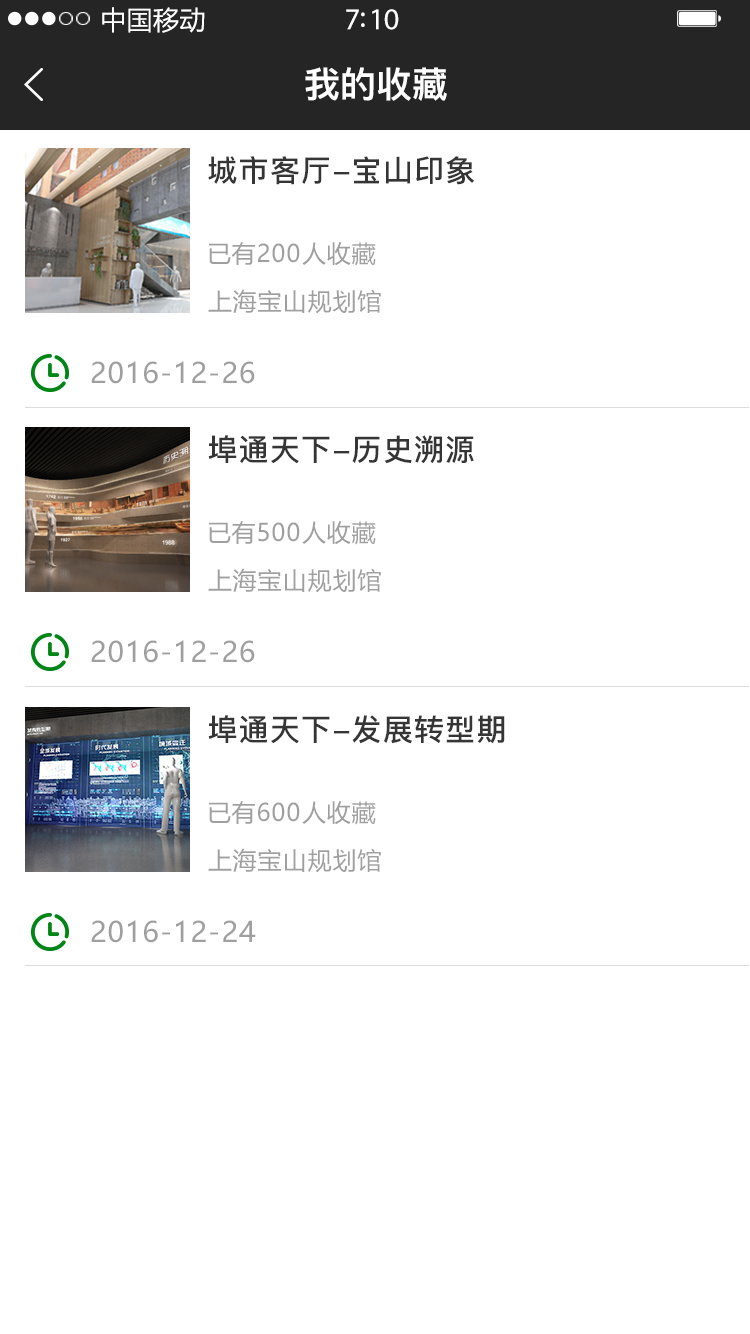 中国移动 7:10
我的收藏
城市客厅–宝山印象
已有200人收藏
上海宝山规划馆
2016-12-26
历史溯
埠通天下–历史溯源
已有500人收藏
上海宝山规划馆
2016-12-26
埠通天下–发展转型期
已有600人收藏
上海宝山规划馆
2016-12-24